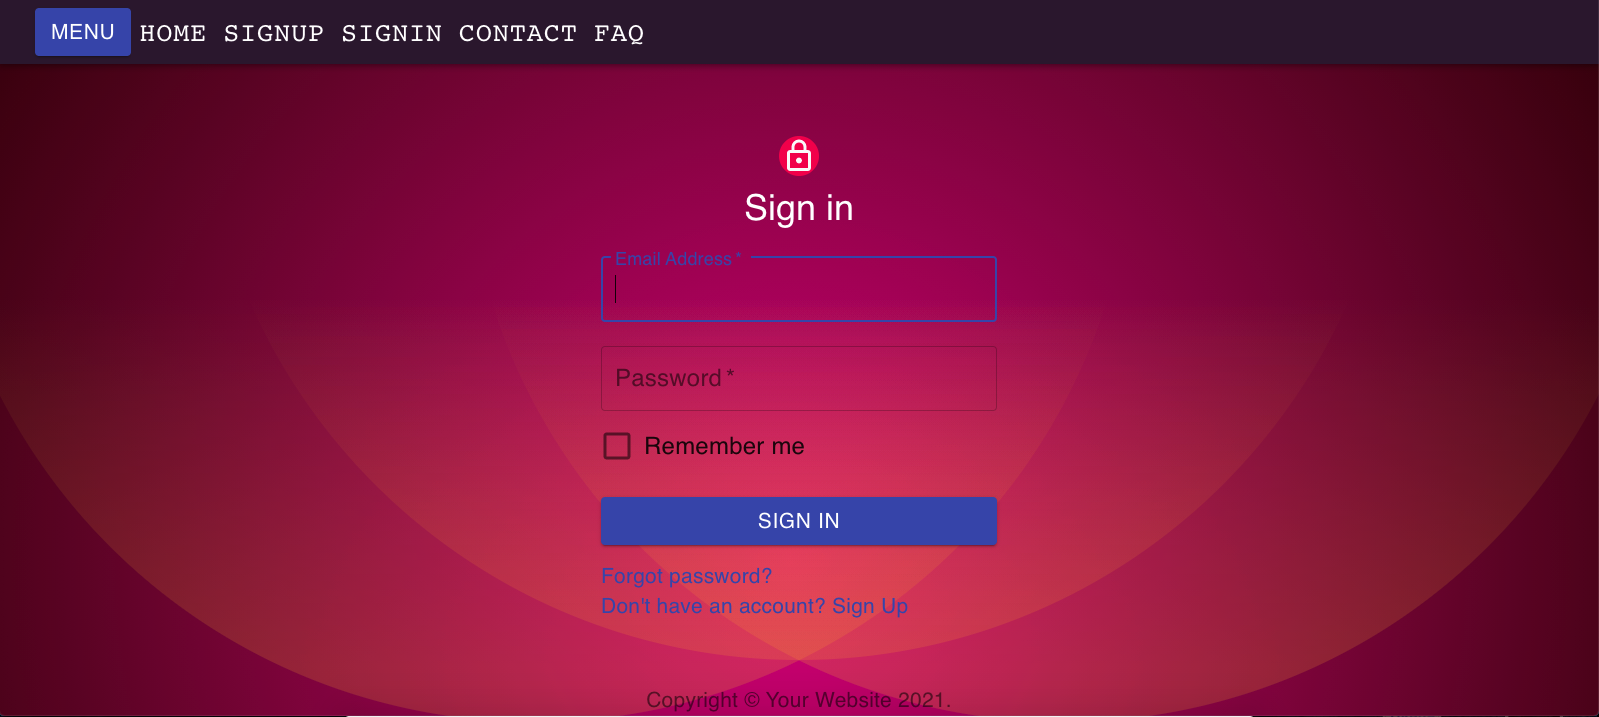 MENU HOME SIGNUP SIGNIN CONTACT FAQ
Sign in
Email Address *
Password *
Remember me
SIGN IN
Forgot password?
Don't have an account? Sign Up
Copyright © Your Website 2021.